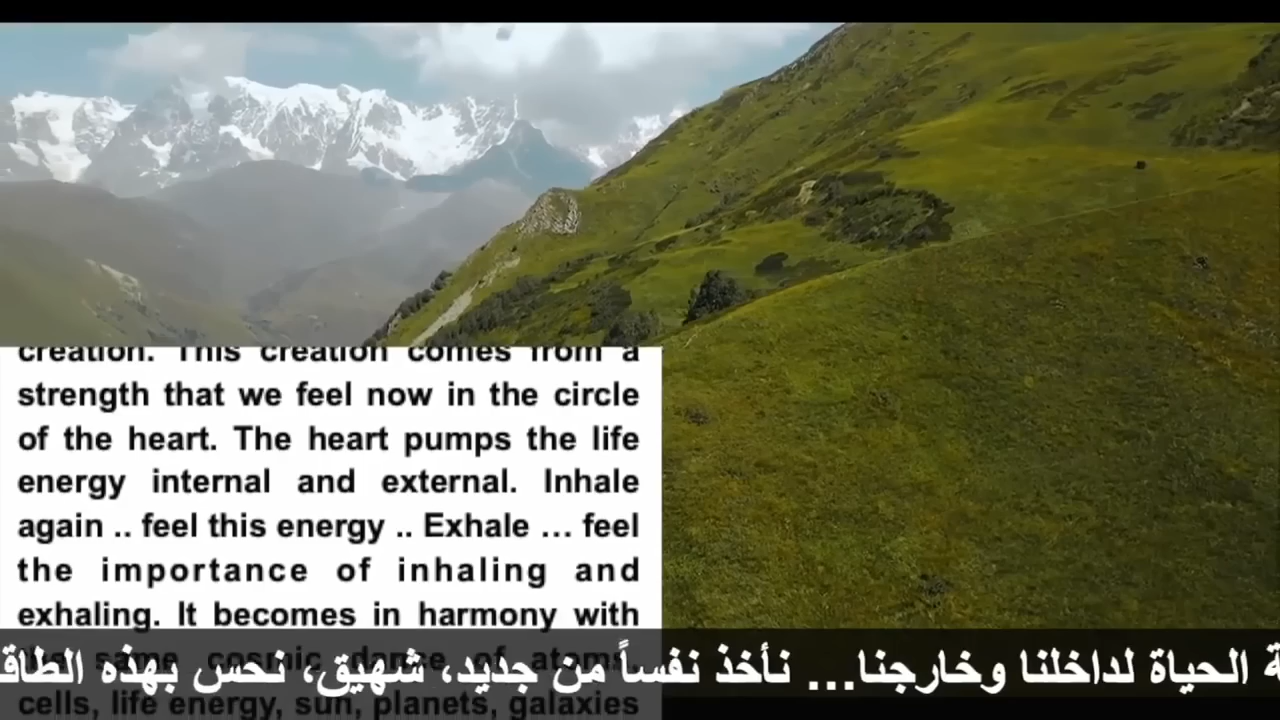 creation. This creation comes from a
strength that we feel now in the circle
of the heart. The heart pumps the life
energy internal and external. Inhale
again .. feel this energy .. Exhale ... feel
the importance of inhaling and
exhaling. It becomes in harmony with
the same cosmic dance of atoms,
ة الحياة لداخلنا وخارجنا... نأخذ نفساً من جديد، شهيق، نحس بهذه الطاق
cells, life energy, sun, planets, galaxies